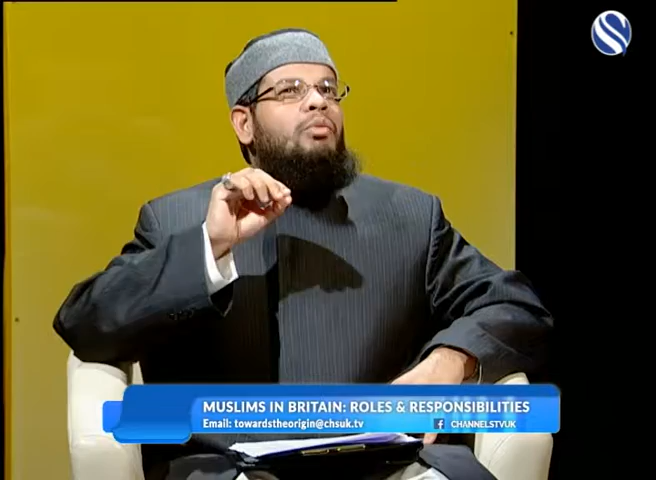 S
MUSLIMS IN BRITAIN: ROLES & RESPONSIBILITIES
Email: towardstheorigin@chsuk.tv f CHANNELSTVUK